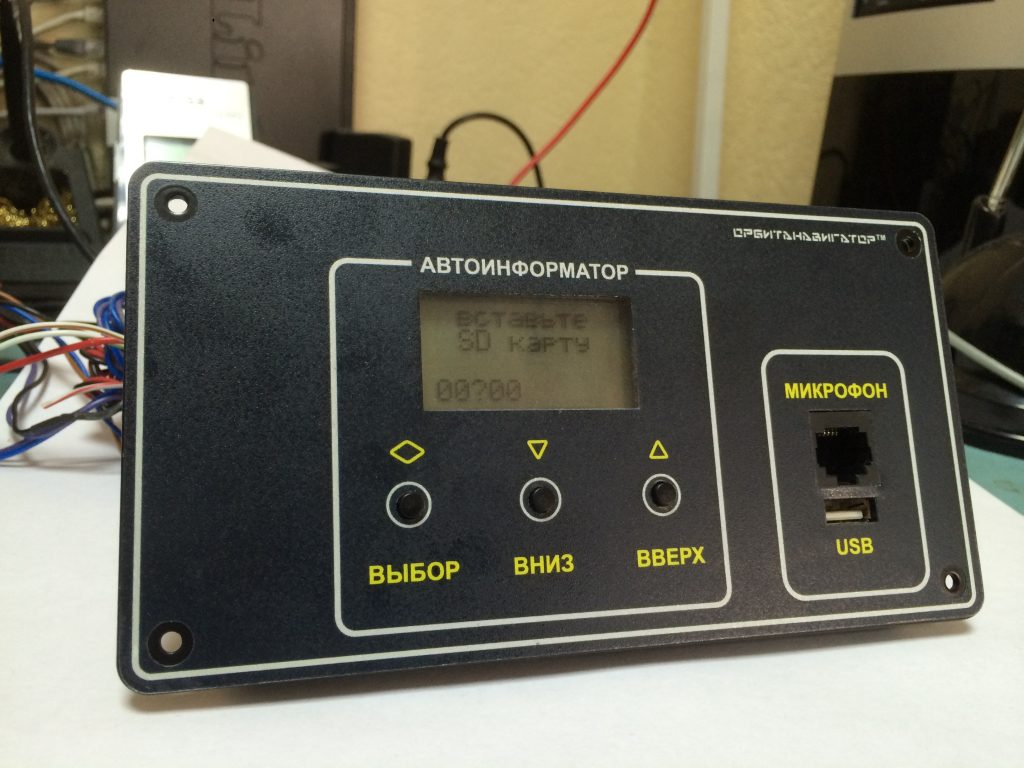 ОРБИТАНАВИГАТОР™
АВТОИНФОРМАТОР
вставьте
SD карту
00?00
МИКРОФОН
USB
ВЫБОР
ВНИЗ
ВВЕРХ